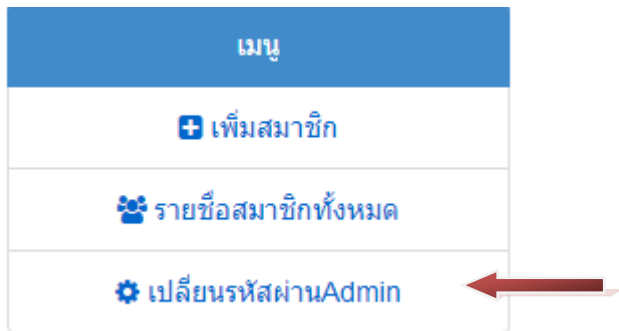 เมนู
เพิ่มสมาชิก
รายชื่อสมาชิกทั้งหมด
เปลี่ยนรหัสผ่านAdmin